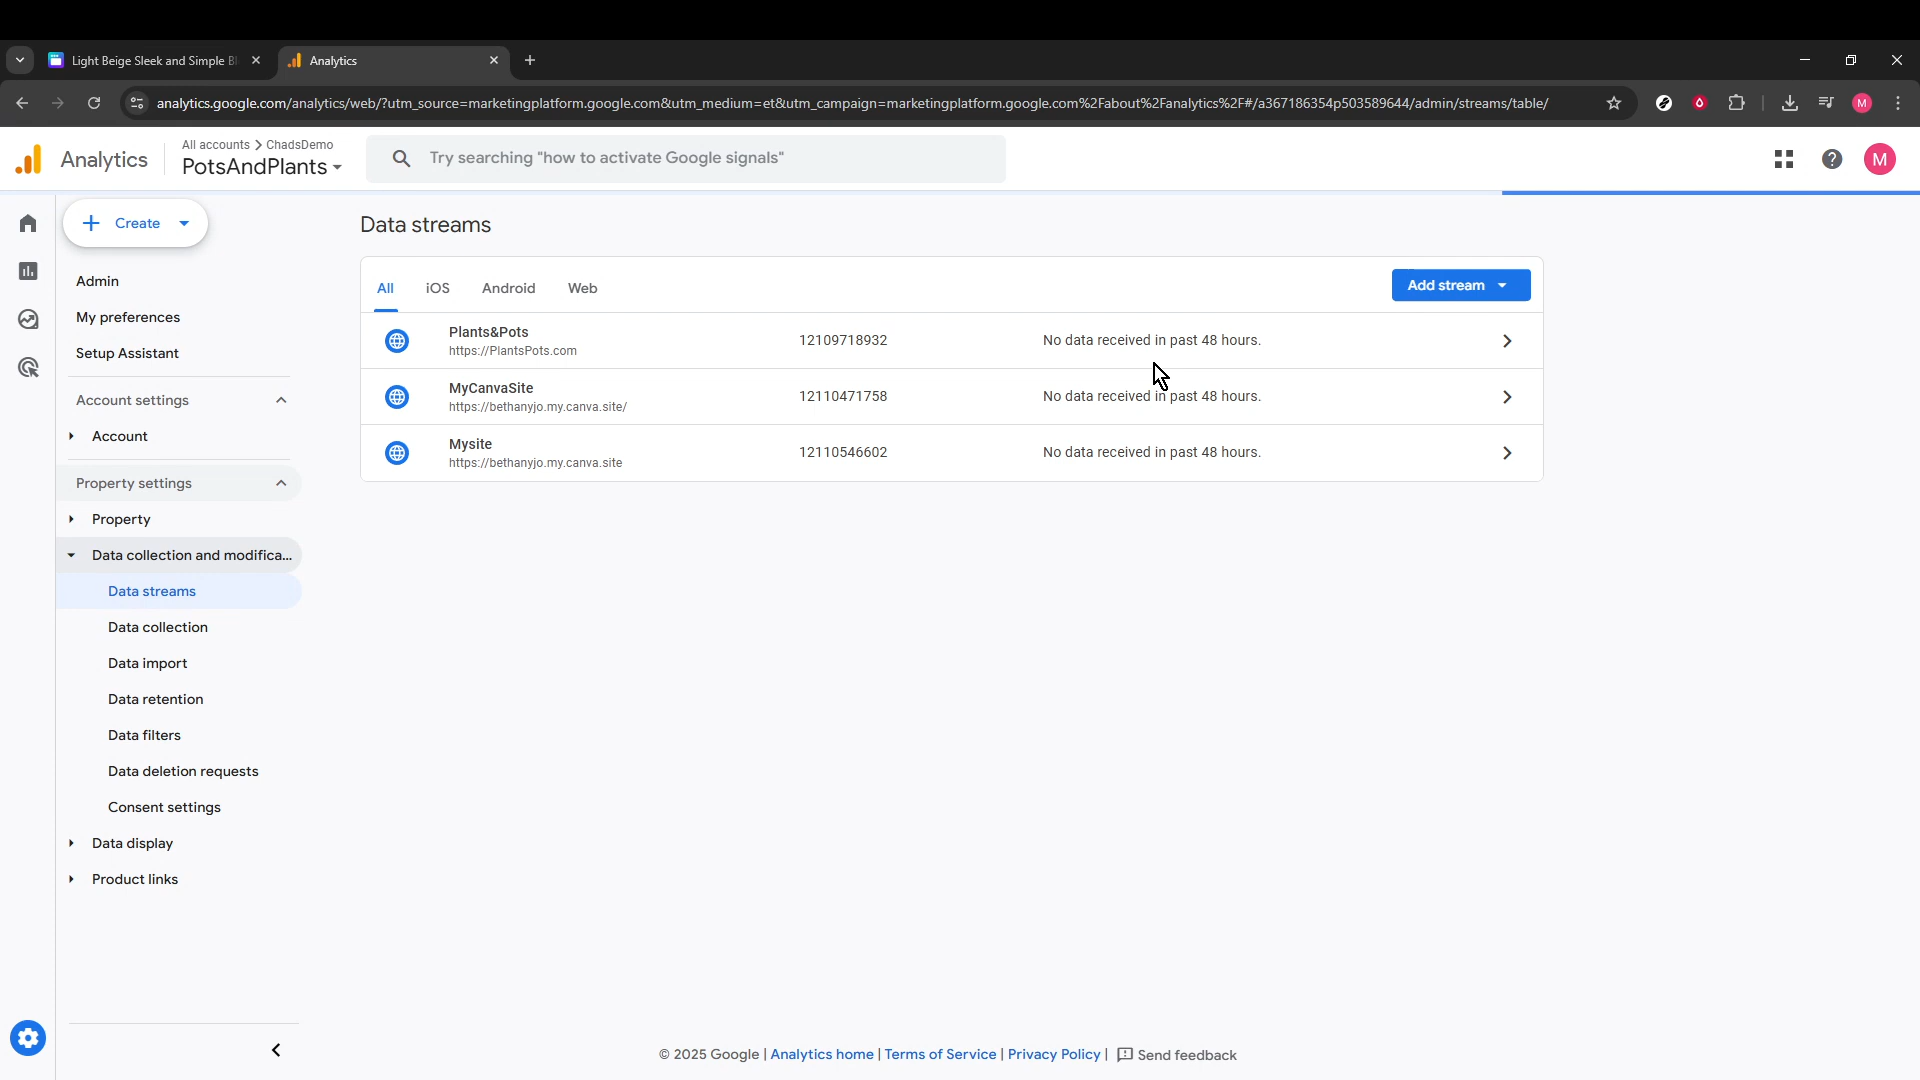 Light Beige Sleek and Simple Bl
Analytics
analytics.google.com/analytics/web/?utm_source=marketingplatform.google.com&utm_medium=et&utm_campaign=marketingplatform.google.com%2Fabout%2Fanalytics%2F#/a367186354p503589644/admin/streams/table/
M
Analytics
All accounts > ChadsDemo
PotsAndPlants
Try searching "how to activate Google signals"
M
Create
Data streams
Admin
My preferences
Setup Assistant
Account settings
Account
Property settings
Property
Data collection and modifica...
Data streams
Data collection
Data import
Data retention
Data filters
Data deletion requests
Consent settings
Data display
Product links
All
iOS
Android
Web
Add stream
Plants&Pots
https://PlantsPots.com
12109718932
No data received in past 48 hours.
MyCanvaSite
https://bethanyjo.my.canva.site/
12110471758
No data received in past 48 hours.
Mysite
https://bethanyjo.my.canva.site
12110546602
No data received in past 48 hours.
© 2025 Google | Analytics home | Terms of Service | Privacy Policy | Send feedback